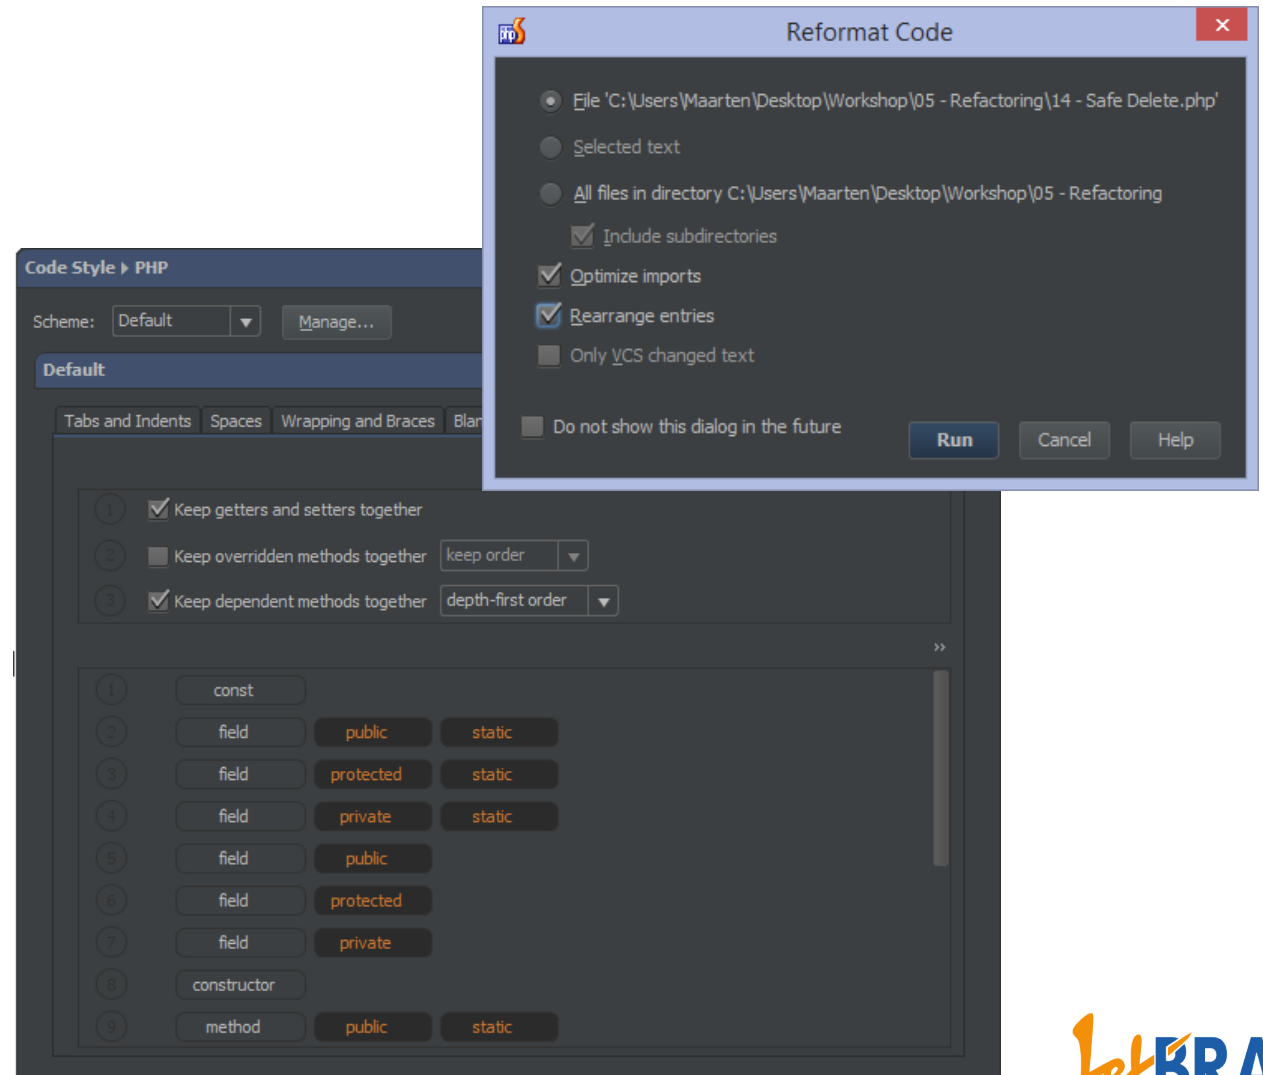 php
Reformat Code
File 'C:\Users\Maarten\Desktop\Workshop\05 - Refactoring\14 - Safe Delete.php'
Selected text
All files in directory C:\Users\Maarten\Desktop\Workshop\05 - Refactoring
Include subdirectories
Optimize imports
Rearrange entries
Only VCS changed text
Do not show this dialog in the future
Run Cancel Help
Code Style PHP
Scheme: Default Manage...
Default
Tabs and Indents Spaces Wrapping and Braces Blan
1 Keep getters and setters together
2 Keep overridden methods together keep order
3 Keep dependent methods together depth-first order
»
1 const
2 field public static
3 field protected static
4 field private static
5 field public
6 field protected
7 field private
8 constructor
9 method public static
JetBRA